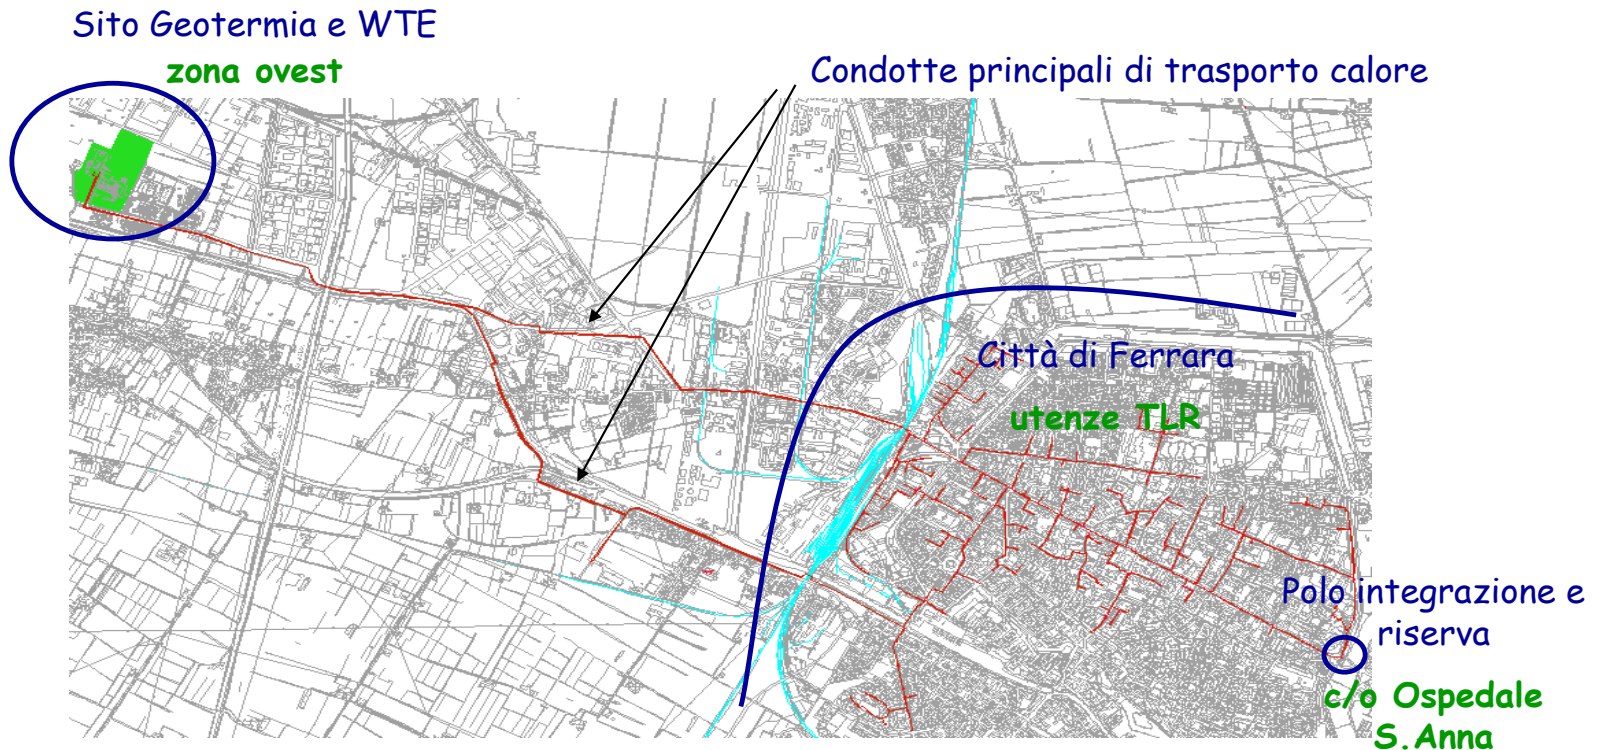 Sito Geotermia e WTE
zona ovest
Condotte principali di trasporto calore
Città di Ferrara
utenze TLR
Polo integrazione e
riserva
c/o Ospedale
S.Anna